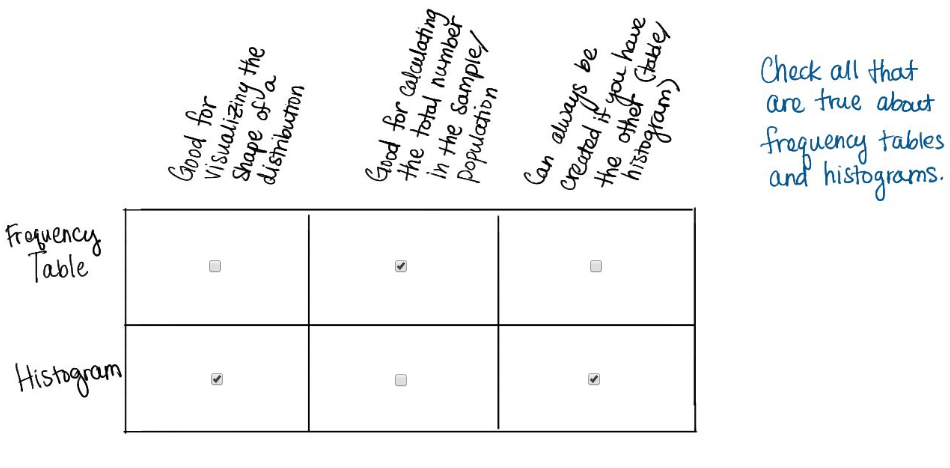 Good for
visualizing the
shape of a
distribution
Good for calculating
the total number
in the sample/
population
Can always be
created if you have
the other (table/
histogram)
Check all that
are true about
frequency tables
and histograms.
Frequency
Table
Histogram